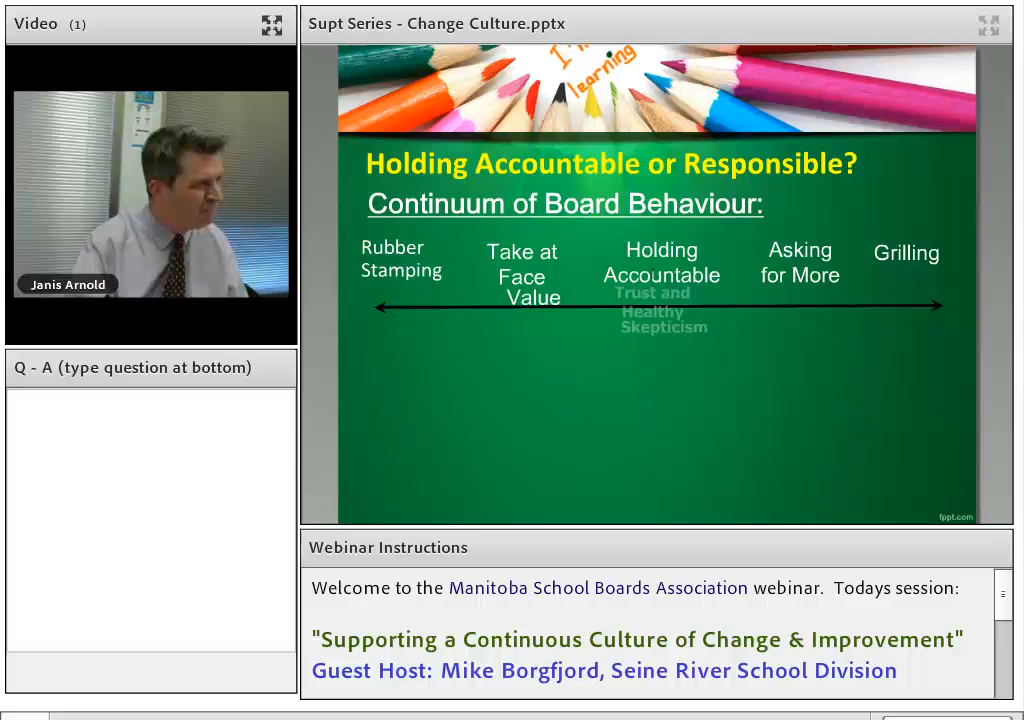 Video (1)
Janis Arnold
Q - A (type question at bottom)
Supt Series - Change Culture.pptx
learning
Holding Accountable or Responsible?
Continuum of Board Behaviour:
Rubber
Stamping
Take at
Face
Value
Holding
Accountable
Trust and
Healthy
Skepticism
Asking
for More
Grilling
fppt.com
Webinar Instructions
Welcome to the Manitoba School Boards Association webinar. Todays session:
"Supporting a Continuous Culture of Change & Improvement"
Guest Host: Mike Borgfjord, Seine River School Division